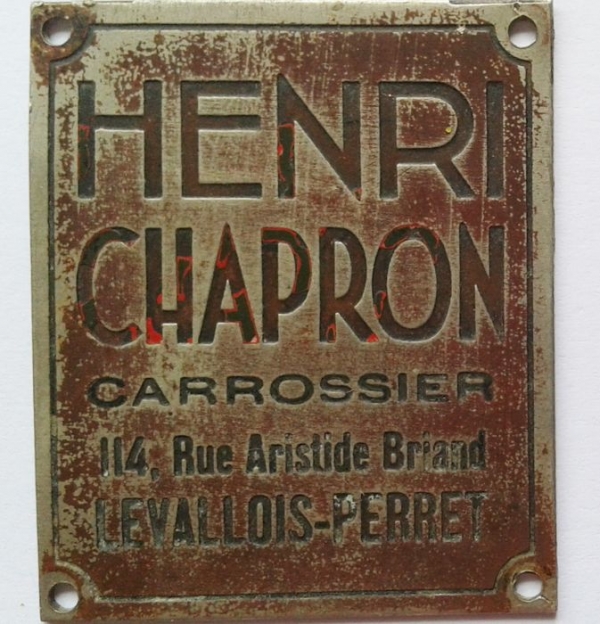 HENRI
CHAPRON
CARROSSIER
114, Rue Aristide Briand
LEVALLOIS-PERRET